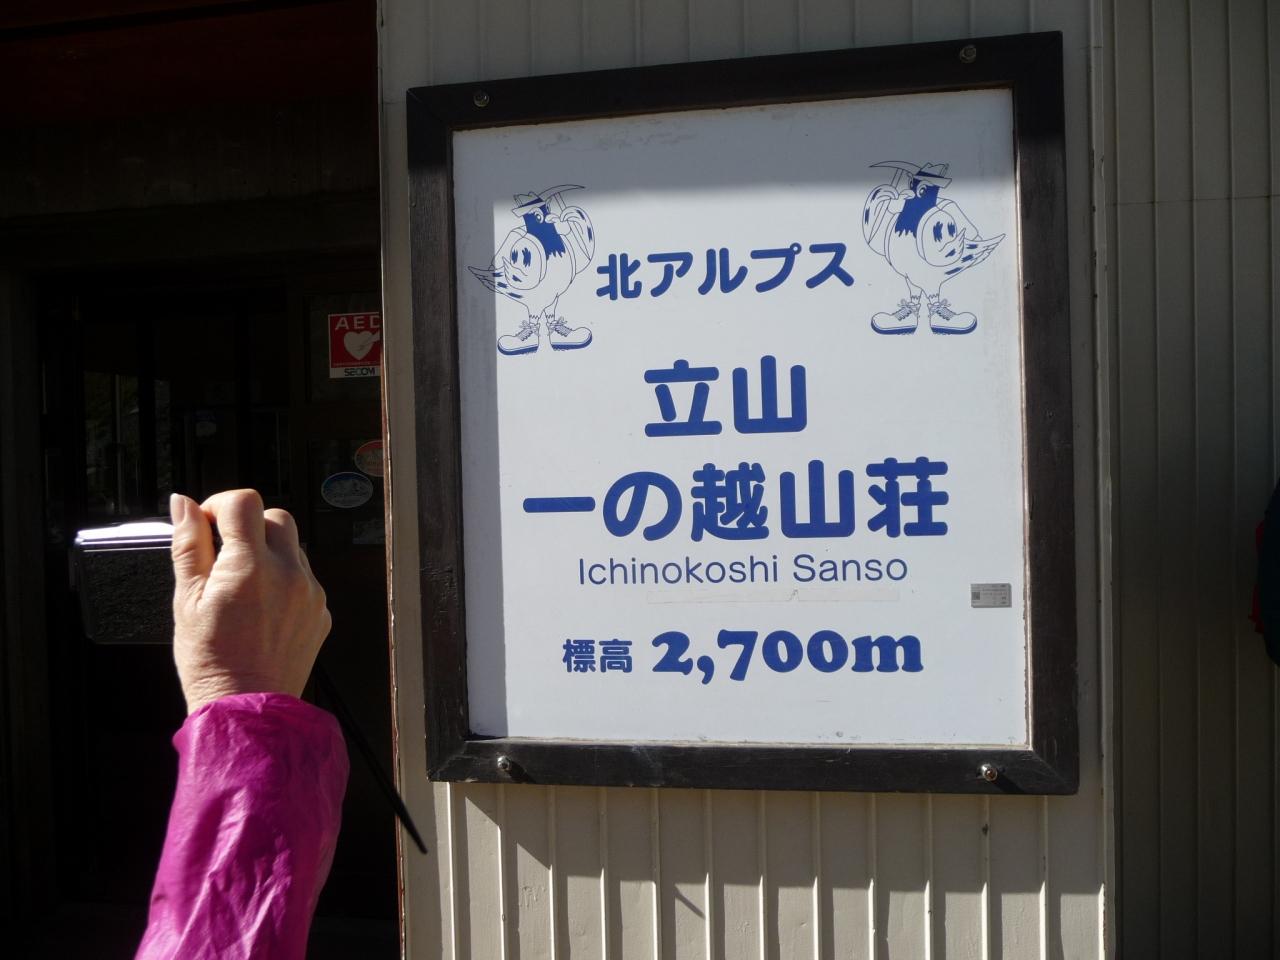 北アルプス
立山
一の越山荘
Ichinokoshi Sanso
標高 2,700m
AED
SECOM